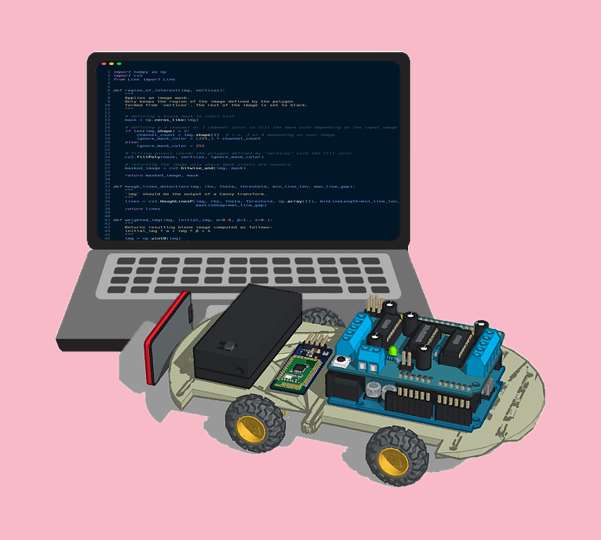 import numpy as np
import cv2
from Line import Line
def region_of_interest(img, vertices):
"""
Applies an image mask.
Only keeps the region of the image defined by the polygon
formed from `vertices`. The rest of the image is set to black.
"""
# defining a blank mask to start with
mask = np.zeros_like(img)
# defining a 3 channel or 1 channel color to fill the mask with depending on the input image
if len(img.shape) > 2:
channel_count = img.shape[2] # i.e. 3 or 4 depending on your image
ignore_mask_color = (255,) * channel_count
else:
ignore_mask_color = 255
# filling pixels inside the polygon defined by "vertices" with the fill color
cv2.fillPoly(mask, vertices, ignore_mask_color)
# returning the image only where mask pixels are nonzero
masked_image = cv2.bitwise_and(img, mask)
return masked_image, mask
def hough_lines_detection(img, rho, theta, threshold, min_line_len, max_line_gap):
"""
`img` should be the output of a Canny transform.
"""
lines = cv2.HoughLinesP(img, rho, theta, threshold, np.array([]), minLineLength=min_line_len,
maxLineGap=max_line_gap)
return lines
def weighted_img(img, initial_img, α=0.8, β=1., λ=0.):
"""
Returns resulting blend image computed as follows:
initial_img * α + img * β + λ
"""
img = np.uint8(img)